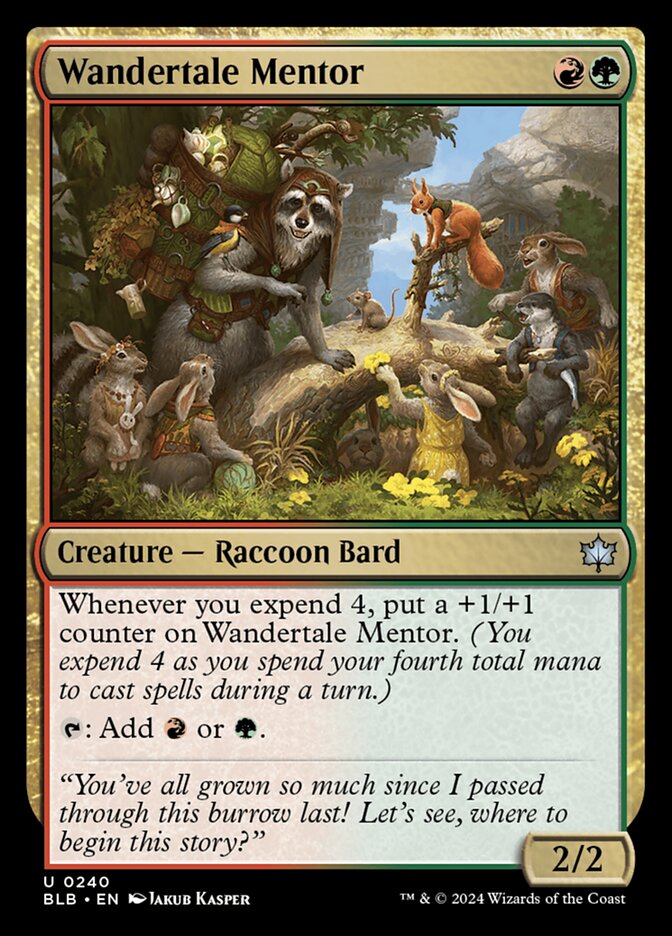 Wandertale Mentor
Creature — Raccoon Bard
Whenever you expend 4, put a +1/+1
counter on Wandertale Mentor. (You
expend 4 as you spend your fourth total mana
to cast spells during a turn.)
: Add or .
“You’ve all grown so much since I passed
through this burrow last! Let’s see, where to
begin this story?”
2/2
U 0240
BLB • EN Jakub Kasper
™ & © 2024 Wizards of the Coast